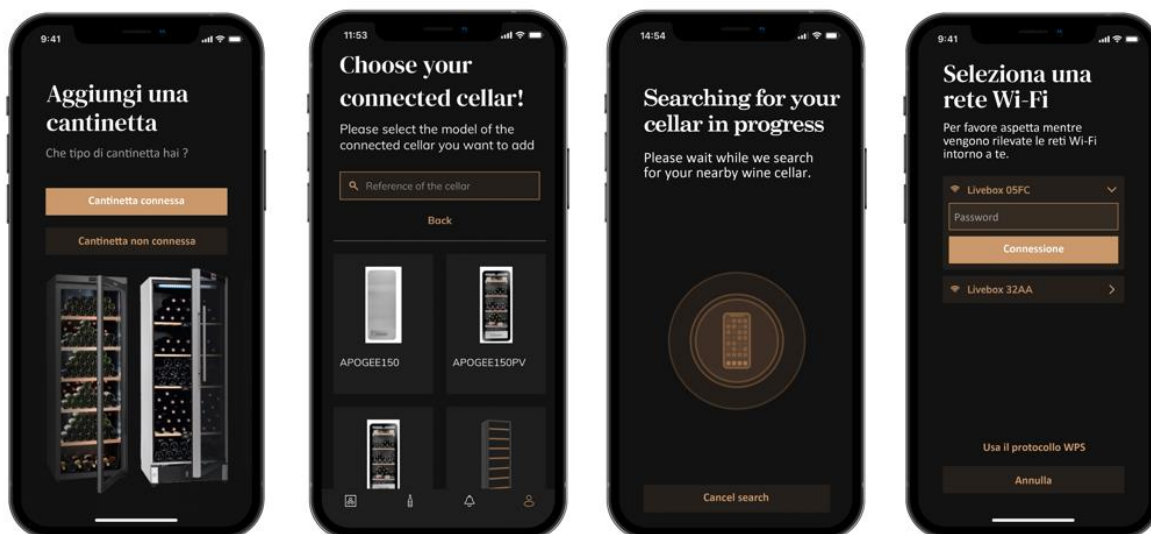 9:41
Aggiungi una
cantinetta
Che tipo di cantinetta hai ?
Cantinetta connessa
Cantinetta non connessa
11:53
Choose your
connected cellar!
Please select the model of the
connected cellar you want to add
Reference of the cellar
Back
APOGEE150
APOGEE150PV
14:54
Searching for your
cellar in progress
Please wait while we search
for your nearby wine cellar.
Cancel search
9:41
Seleziona una
rete Wi-Fi
Per favore aspetta mentre
vengono rilevate le reti Wi-Fi
intorno a te.
Livebox 05FC
Password
Connessione
Livebox 32AA
Usa il protocollo WPS
Annulla